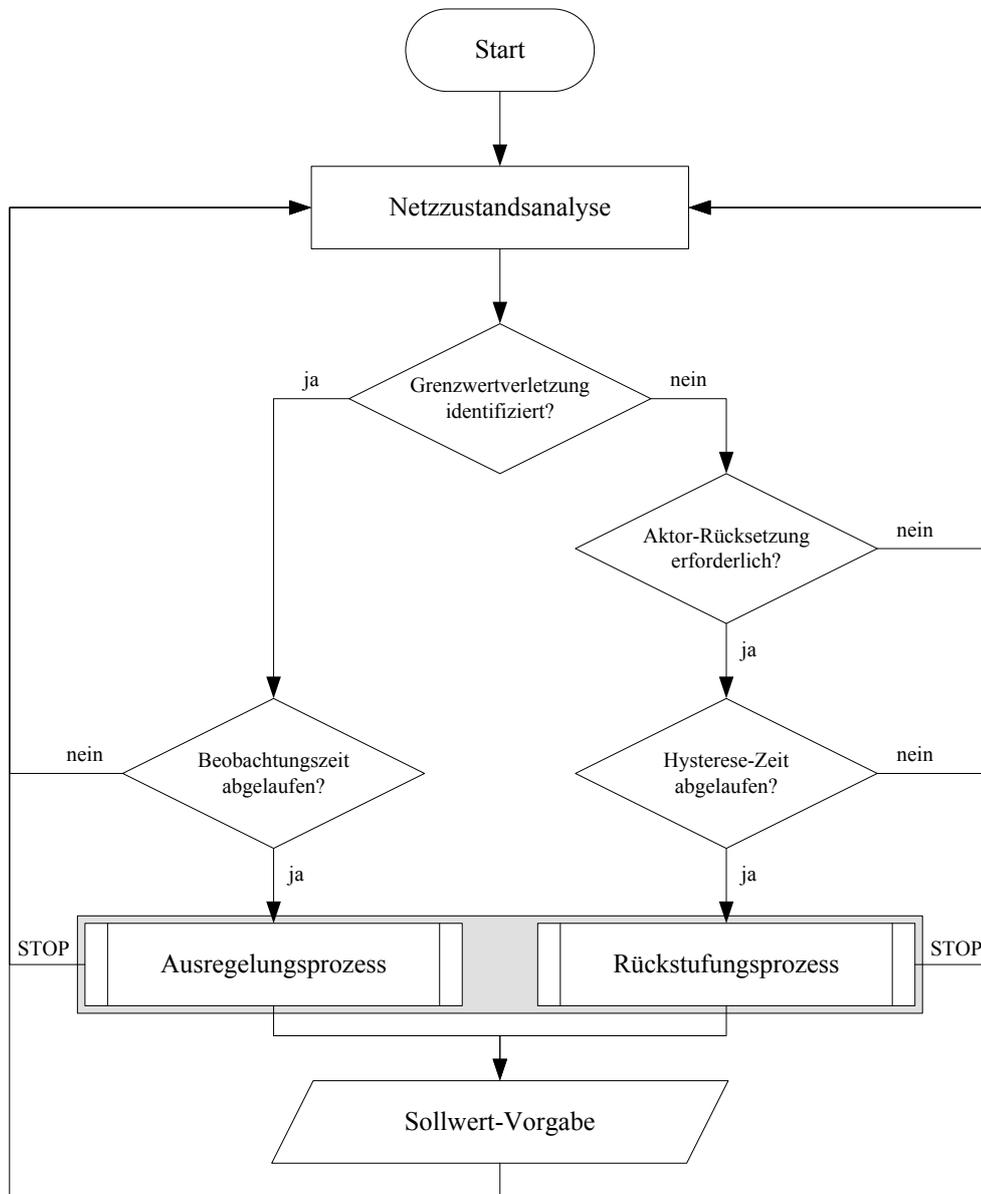 Start
Netzzustandsanalyse
ja
Grenzwertverletzung
identifiziert?
nein
Aktor-Rücksetzung
erforderlich?
nein
ja
nein
Beobachtungszeit
abgelaufen?
Hysterese-Zeit
abgelaufen?
nein
ja
ja
STOP
Ausregelungsprozess
Rückstufungsprozess
STOP
Sollwert-Vorgabe